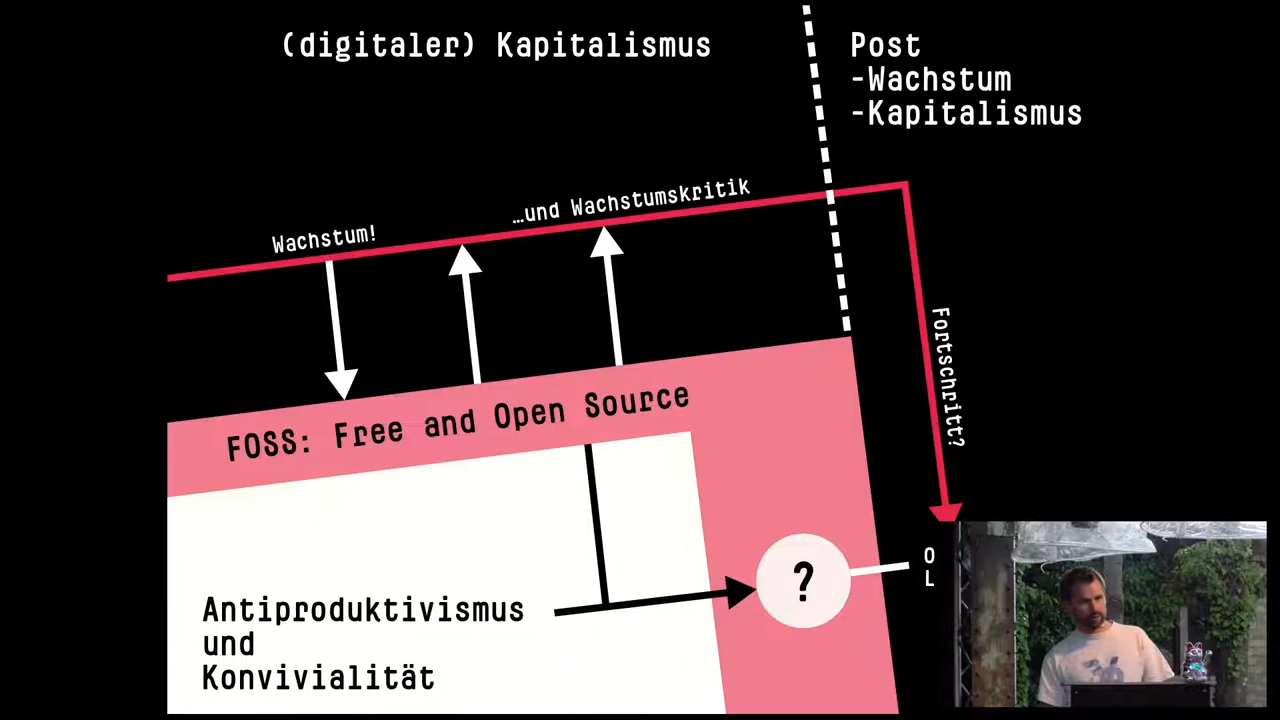 (digitaler) Kapitalismus
Post
-Wachstum
-Kapitalismus
Wachstum!
…und Wachstumskritik
Fortschritt?
FOSS: Free and Open Source
?
O
L
Antiproduktivismus
und
Konvivialität